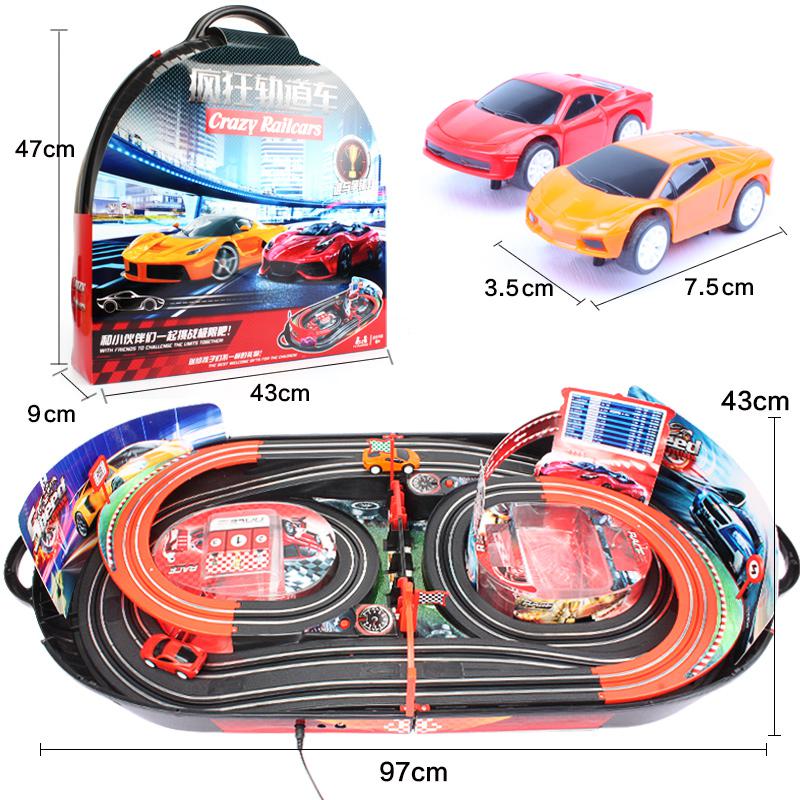 47cm
疯狂轨道车
Crazy Railcars
和小伙伴们一起挑战极限吧！
WITH FRIENDS TO CHALLENGE THE LIMITS TOGETHER
THE BEST WELCOME GIFTS FOR THE CHILDREN
9cm
43cm
3.5cm
7.5cm
43cm
RACE
RACE
97cm